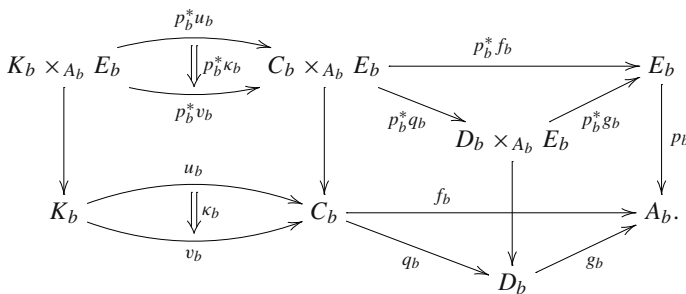 p_b^* u_b
p_b^* f_b
K_b ×_{A_b} E_b p_b^* κ_b C_b ×_{A_b} E_b E_b
p_b^* v_b p_b^* q_b p_b^* g_b
D_b ×_{A_b} E_b p_b
u_b
f_b
K_b κ_b C_b A_b.
v_b q_b g_b
D_b